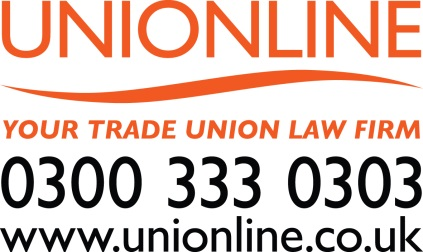 UNIONLINE
YOUR TRADE UNION LAW FIRM
0300 333 0303
www.unionline.co.uk